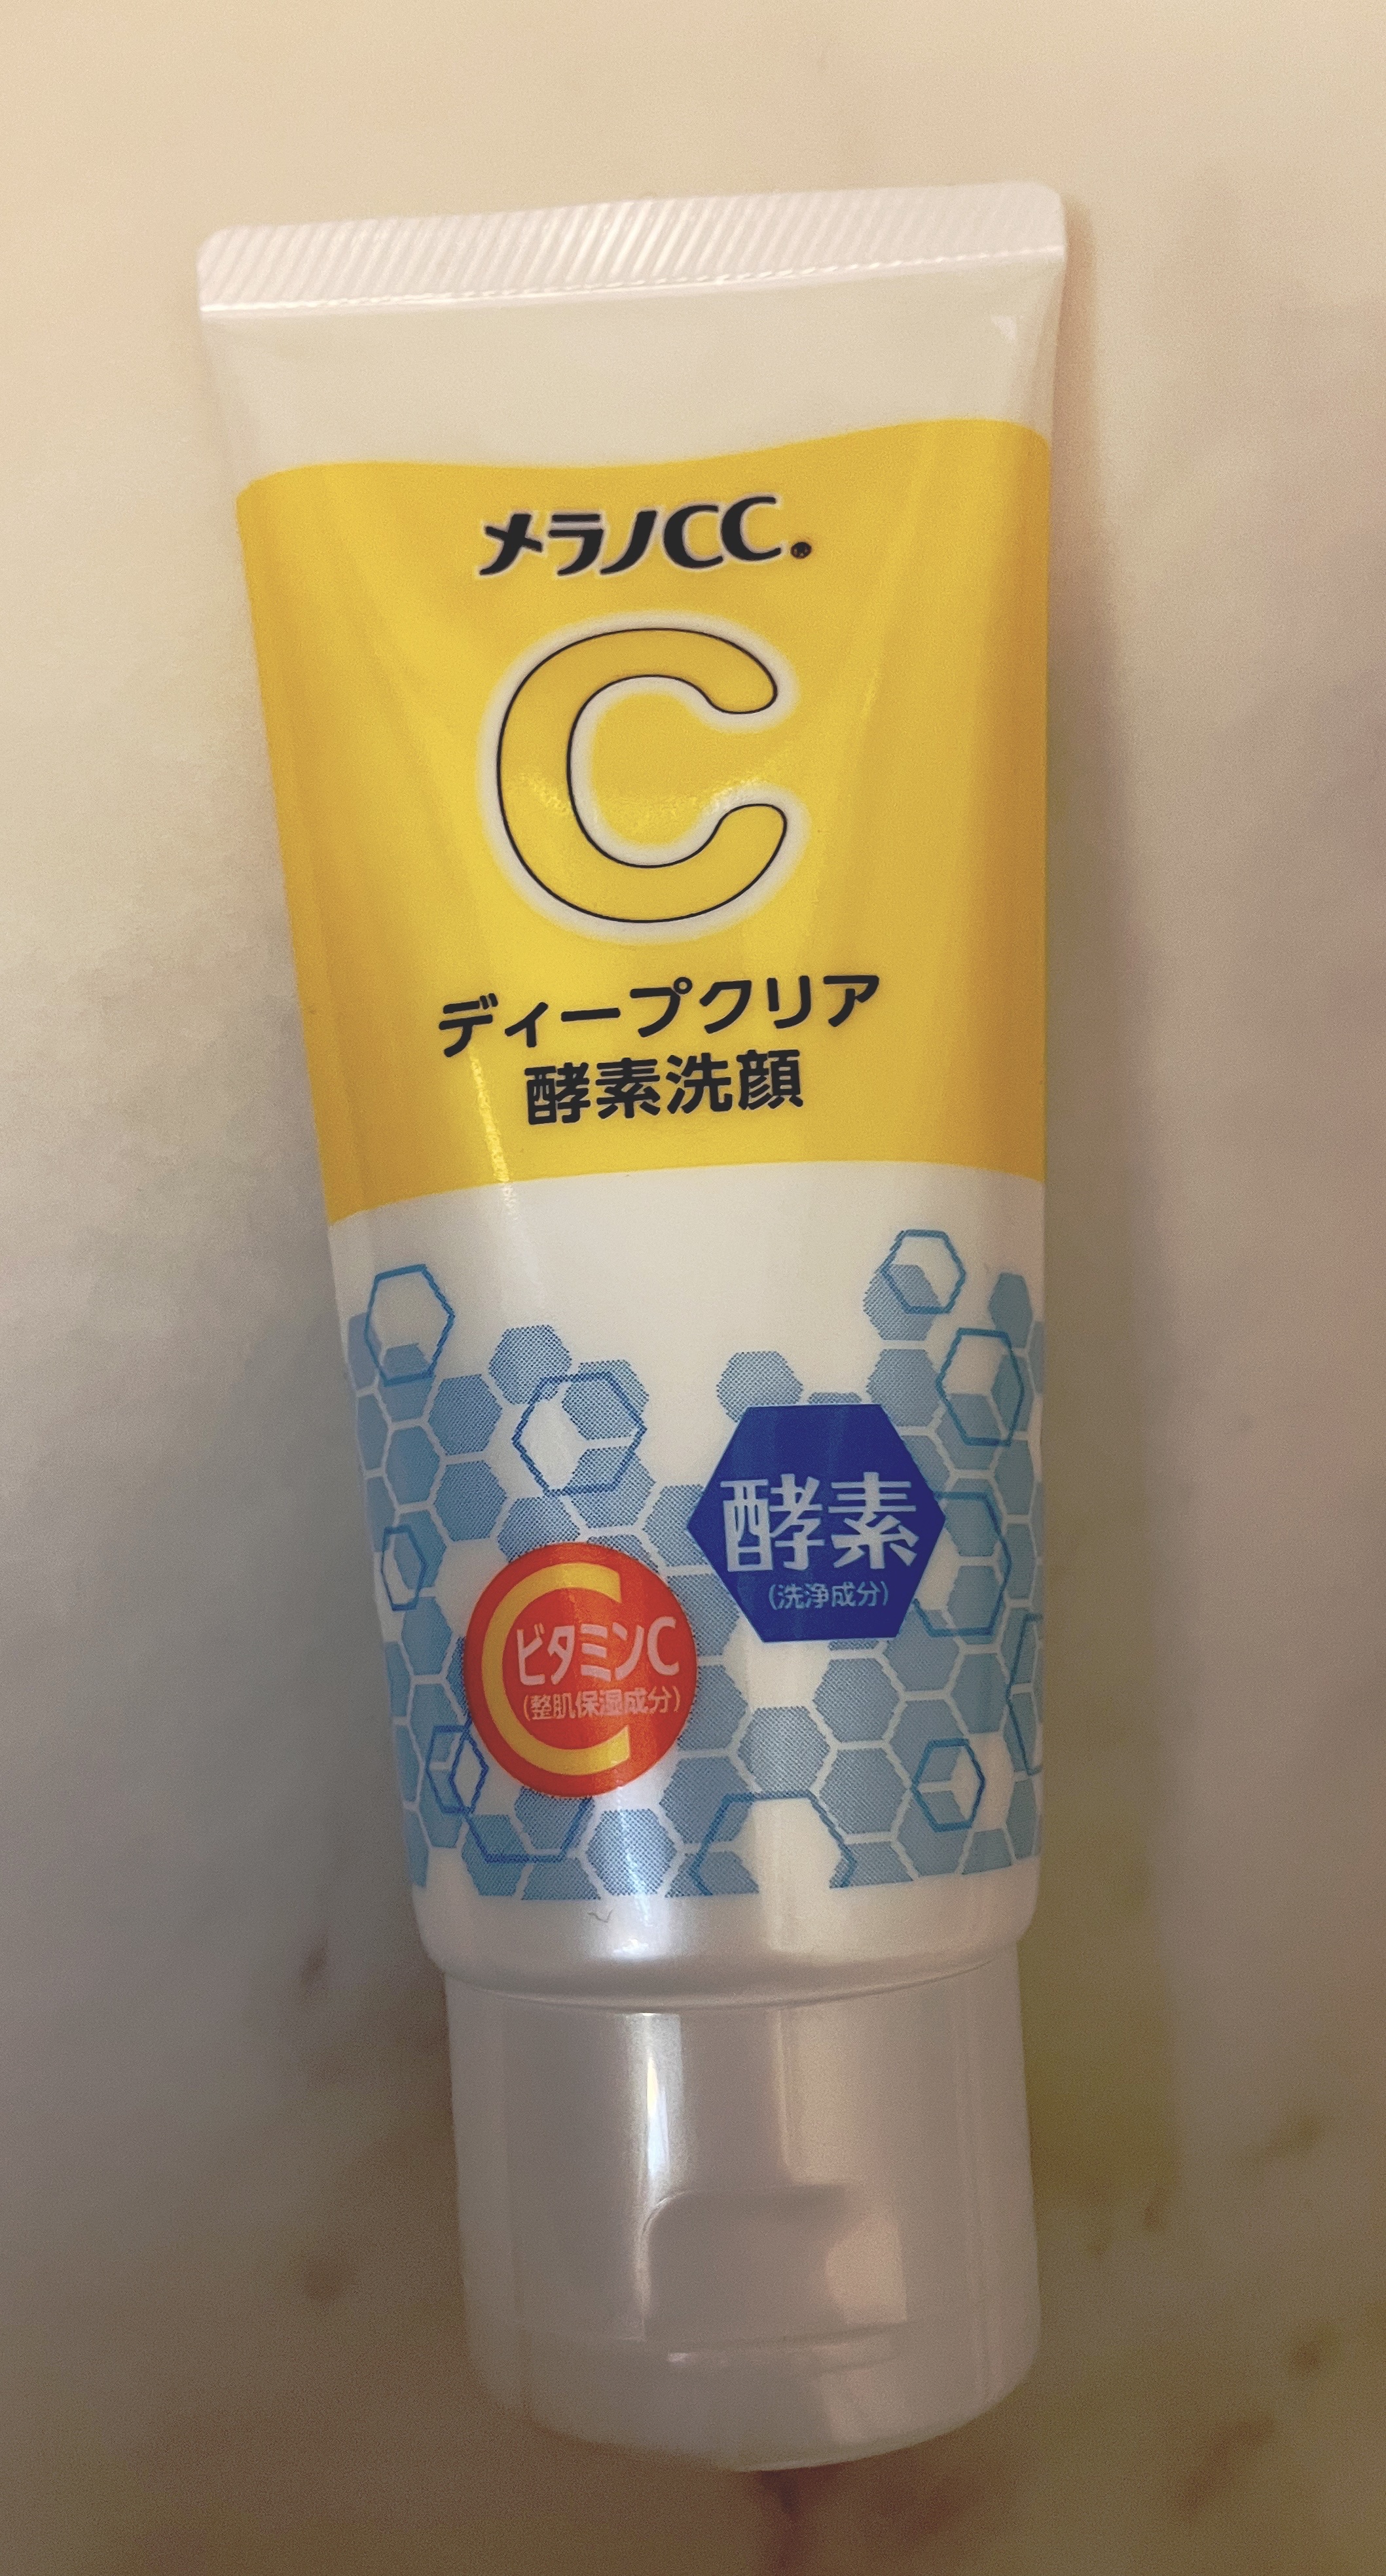 メラノCC®
C
ディープクリア
酵素洗顔
酵素
(洗浄成分)
C
ビタミンC
(整肌保湿成分)